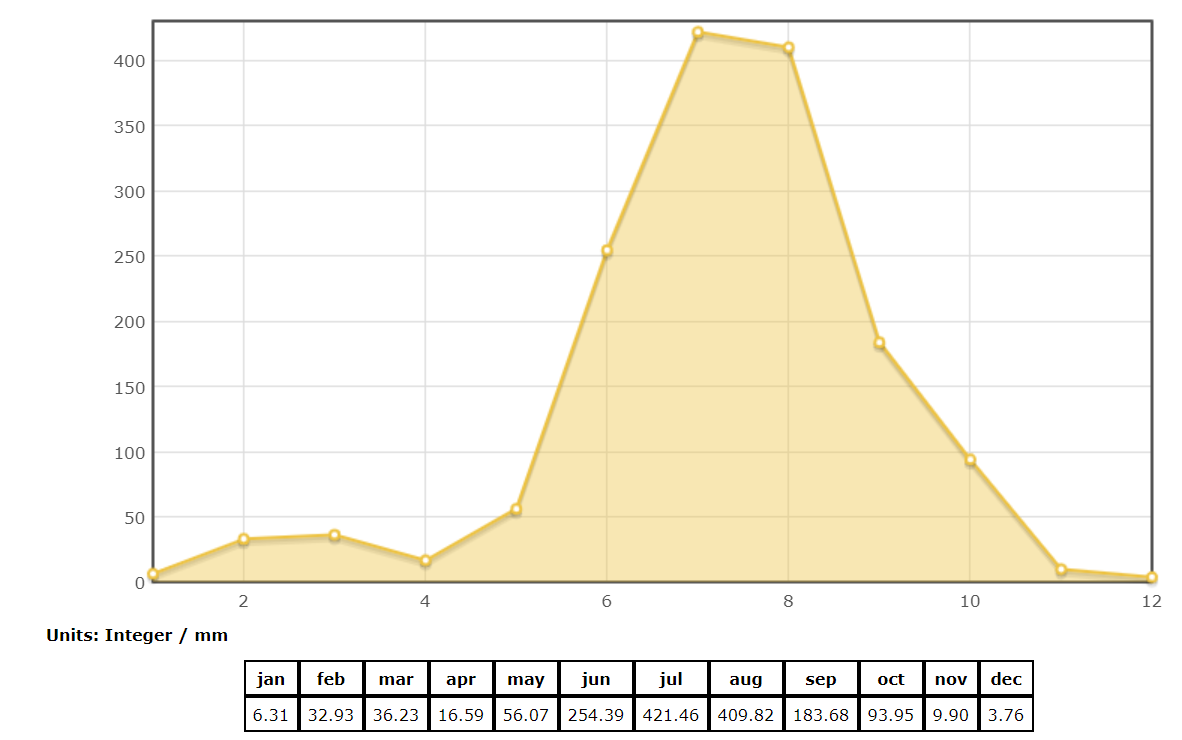 400
350
300
250
200
150
100
50
0
2 4 6 8 10 12
Units: Integer / mm
jan feb mar apr may jun jul aug sep oct nov dec
6.31 32.93 36.23 16.59 56.07 254.39 421.46 409.82 183.68 93.95 9.90 3.76